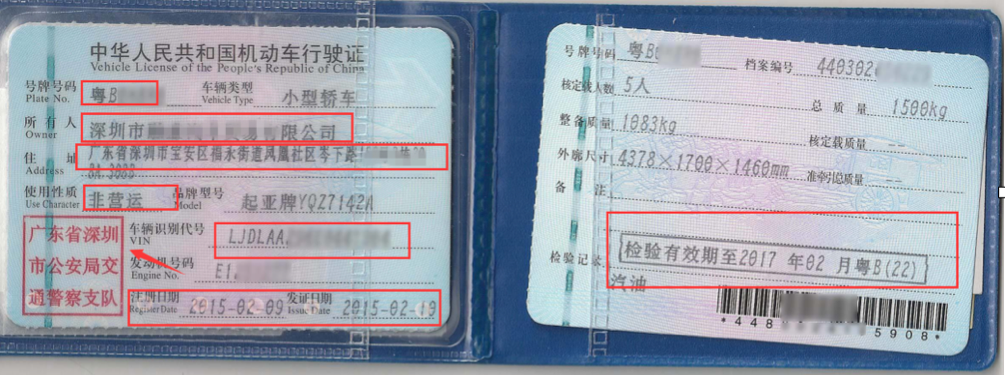 中华人民共和国机动车行驶证
Vehicle License of the People's Republic of China
号牌号码 粤B 车辆类型 小型轿车
Plate No. Vehicle Type
所有人 深圳市 有限公司
Owner
住址 广东省深圳市宝安区福永街道凤凰社区岑下路
Address
使用性质 非营运 品牌型号 起亚牌YQZ7142A
Use Character Model
广东省深圳
市公安局交
通警察支队
车辆识别代号 LJDLAA
VIN
发动机号码 E1
Engine No.
注册日期 2015-02-09 发证日期 2015-02-10
Register Date Issue Date
号牌号码 粤B 档案编号 440302
核定载人数 5人 总质量 1500kg
整备质量 1083kg 核定载质量 --
外廓尺寸 4378×1700×1460mm 准牵引总质量 --
备注
检验记录 检验有效期至2017 年02 月粤B(22)
汽油
*448 5908*